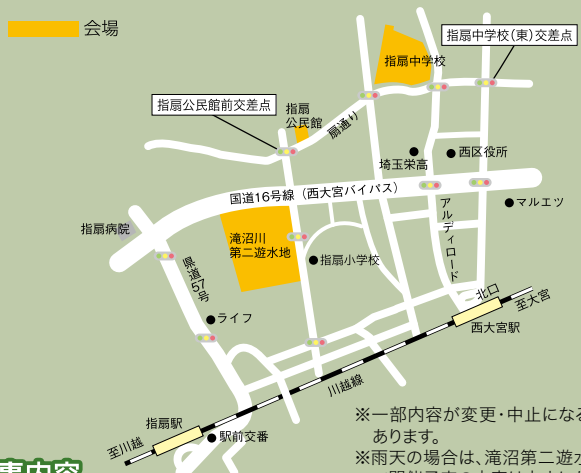 会場
指扇中学校(東)交差点
指扇中学校
指扇公民館前交差点
指扇
公民館
扇通り
埼玉栄高
西区役所
国道16号線(西大宮バイパス)
マルエツ
アルディロード
指扇病院
滝沼川
第二遊水地
指扇小学校
県道57号
北口
至大宮
ライフ
西大宮駅
川越線
指扇駅
至川越
駅前交番
※一部内容が変更・中止になる
あります。
※雨天の場合は、滝沼第二遊